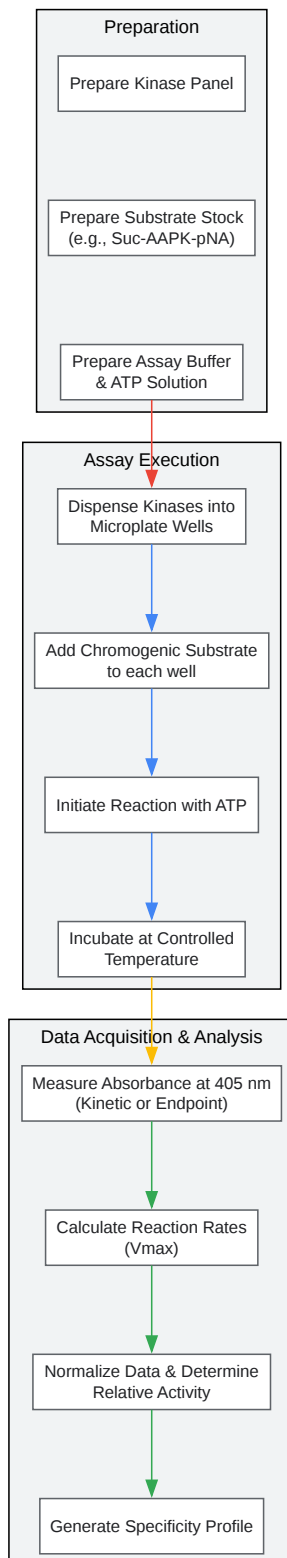 Preparation
Prepare Kinase Panel
Prepare Substrate Stock
(e.g., Suc-AAPK-pNA)
Prepare Assay Buffer
& ATP Solution
Assay Execution
Dispense Kinases into
Microplate Wells
Add Chromogenic Substrate
to each well
Initiate Reaction with ATP
Incubate at Controlled
Temperature
Data Acquisition & Analysis
Measure Absorbance at 405 nm
(Kinetic or Endpoint)
Calculate Reaction Rates
(Vmax)
Normalize Data & Determine
Relative Activity
Generate Specificity Profile